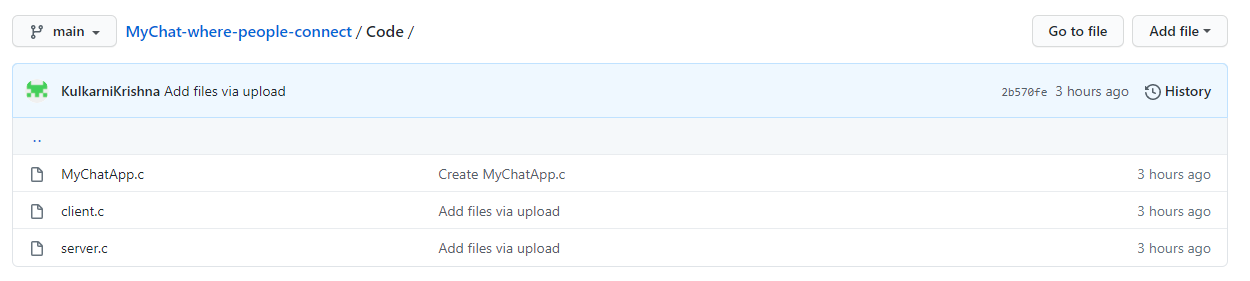 main MyChat-where-people-connect / Code / Go to file Add file
KulkarniKrishna Add files via upload 2b570fe 3 hours ago History
..
MyChatApp.c Create MyChatApp.c 3 hours ago
client.c Add files via upload 3 hours ago
server.c Add files via upload 3 hours ago